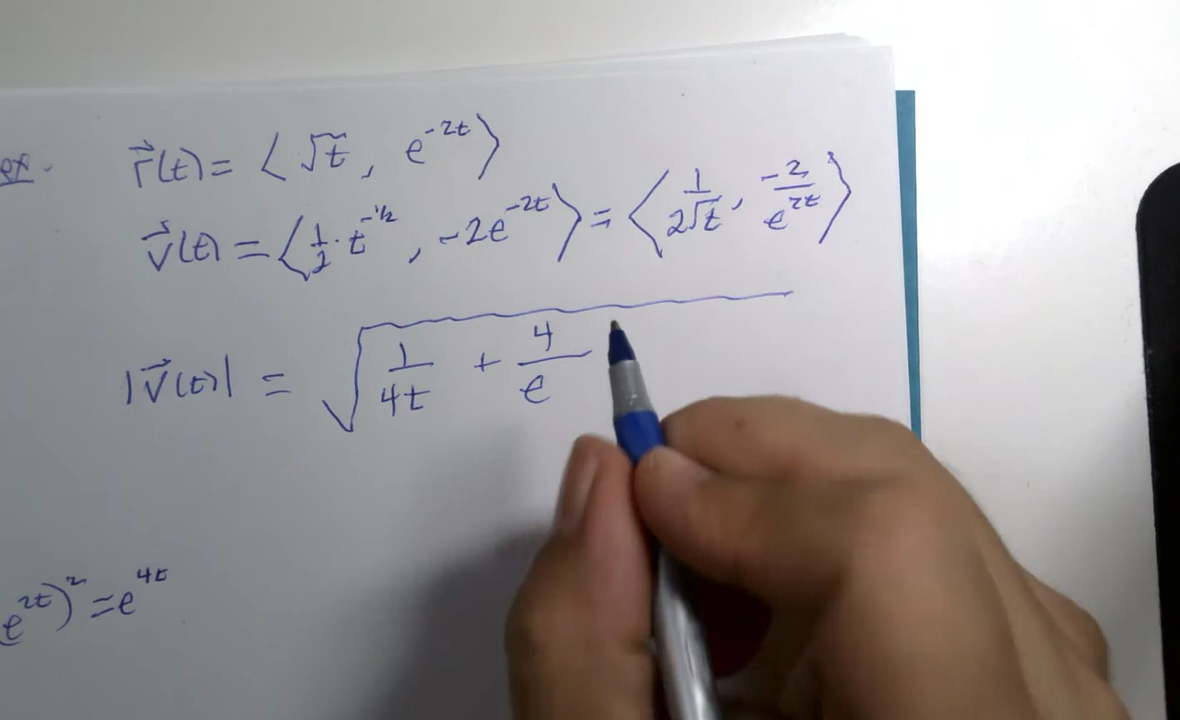 ex. r⃗(t) = ⟨ √t , e^{-2t} ⟩
v⃗(t) = ⟨ 1/2 · t^{-1/2} , -2e^{-2t} ⟩ = ⟨ 1/(2√t) , -2/e^{2t} ⟩
|v⃗(t)| = √( 1/(4t) + 4/e
e^{2t})^2 = e^{4t}